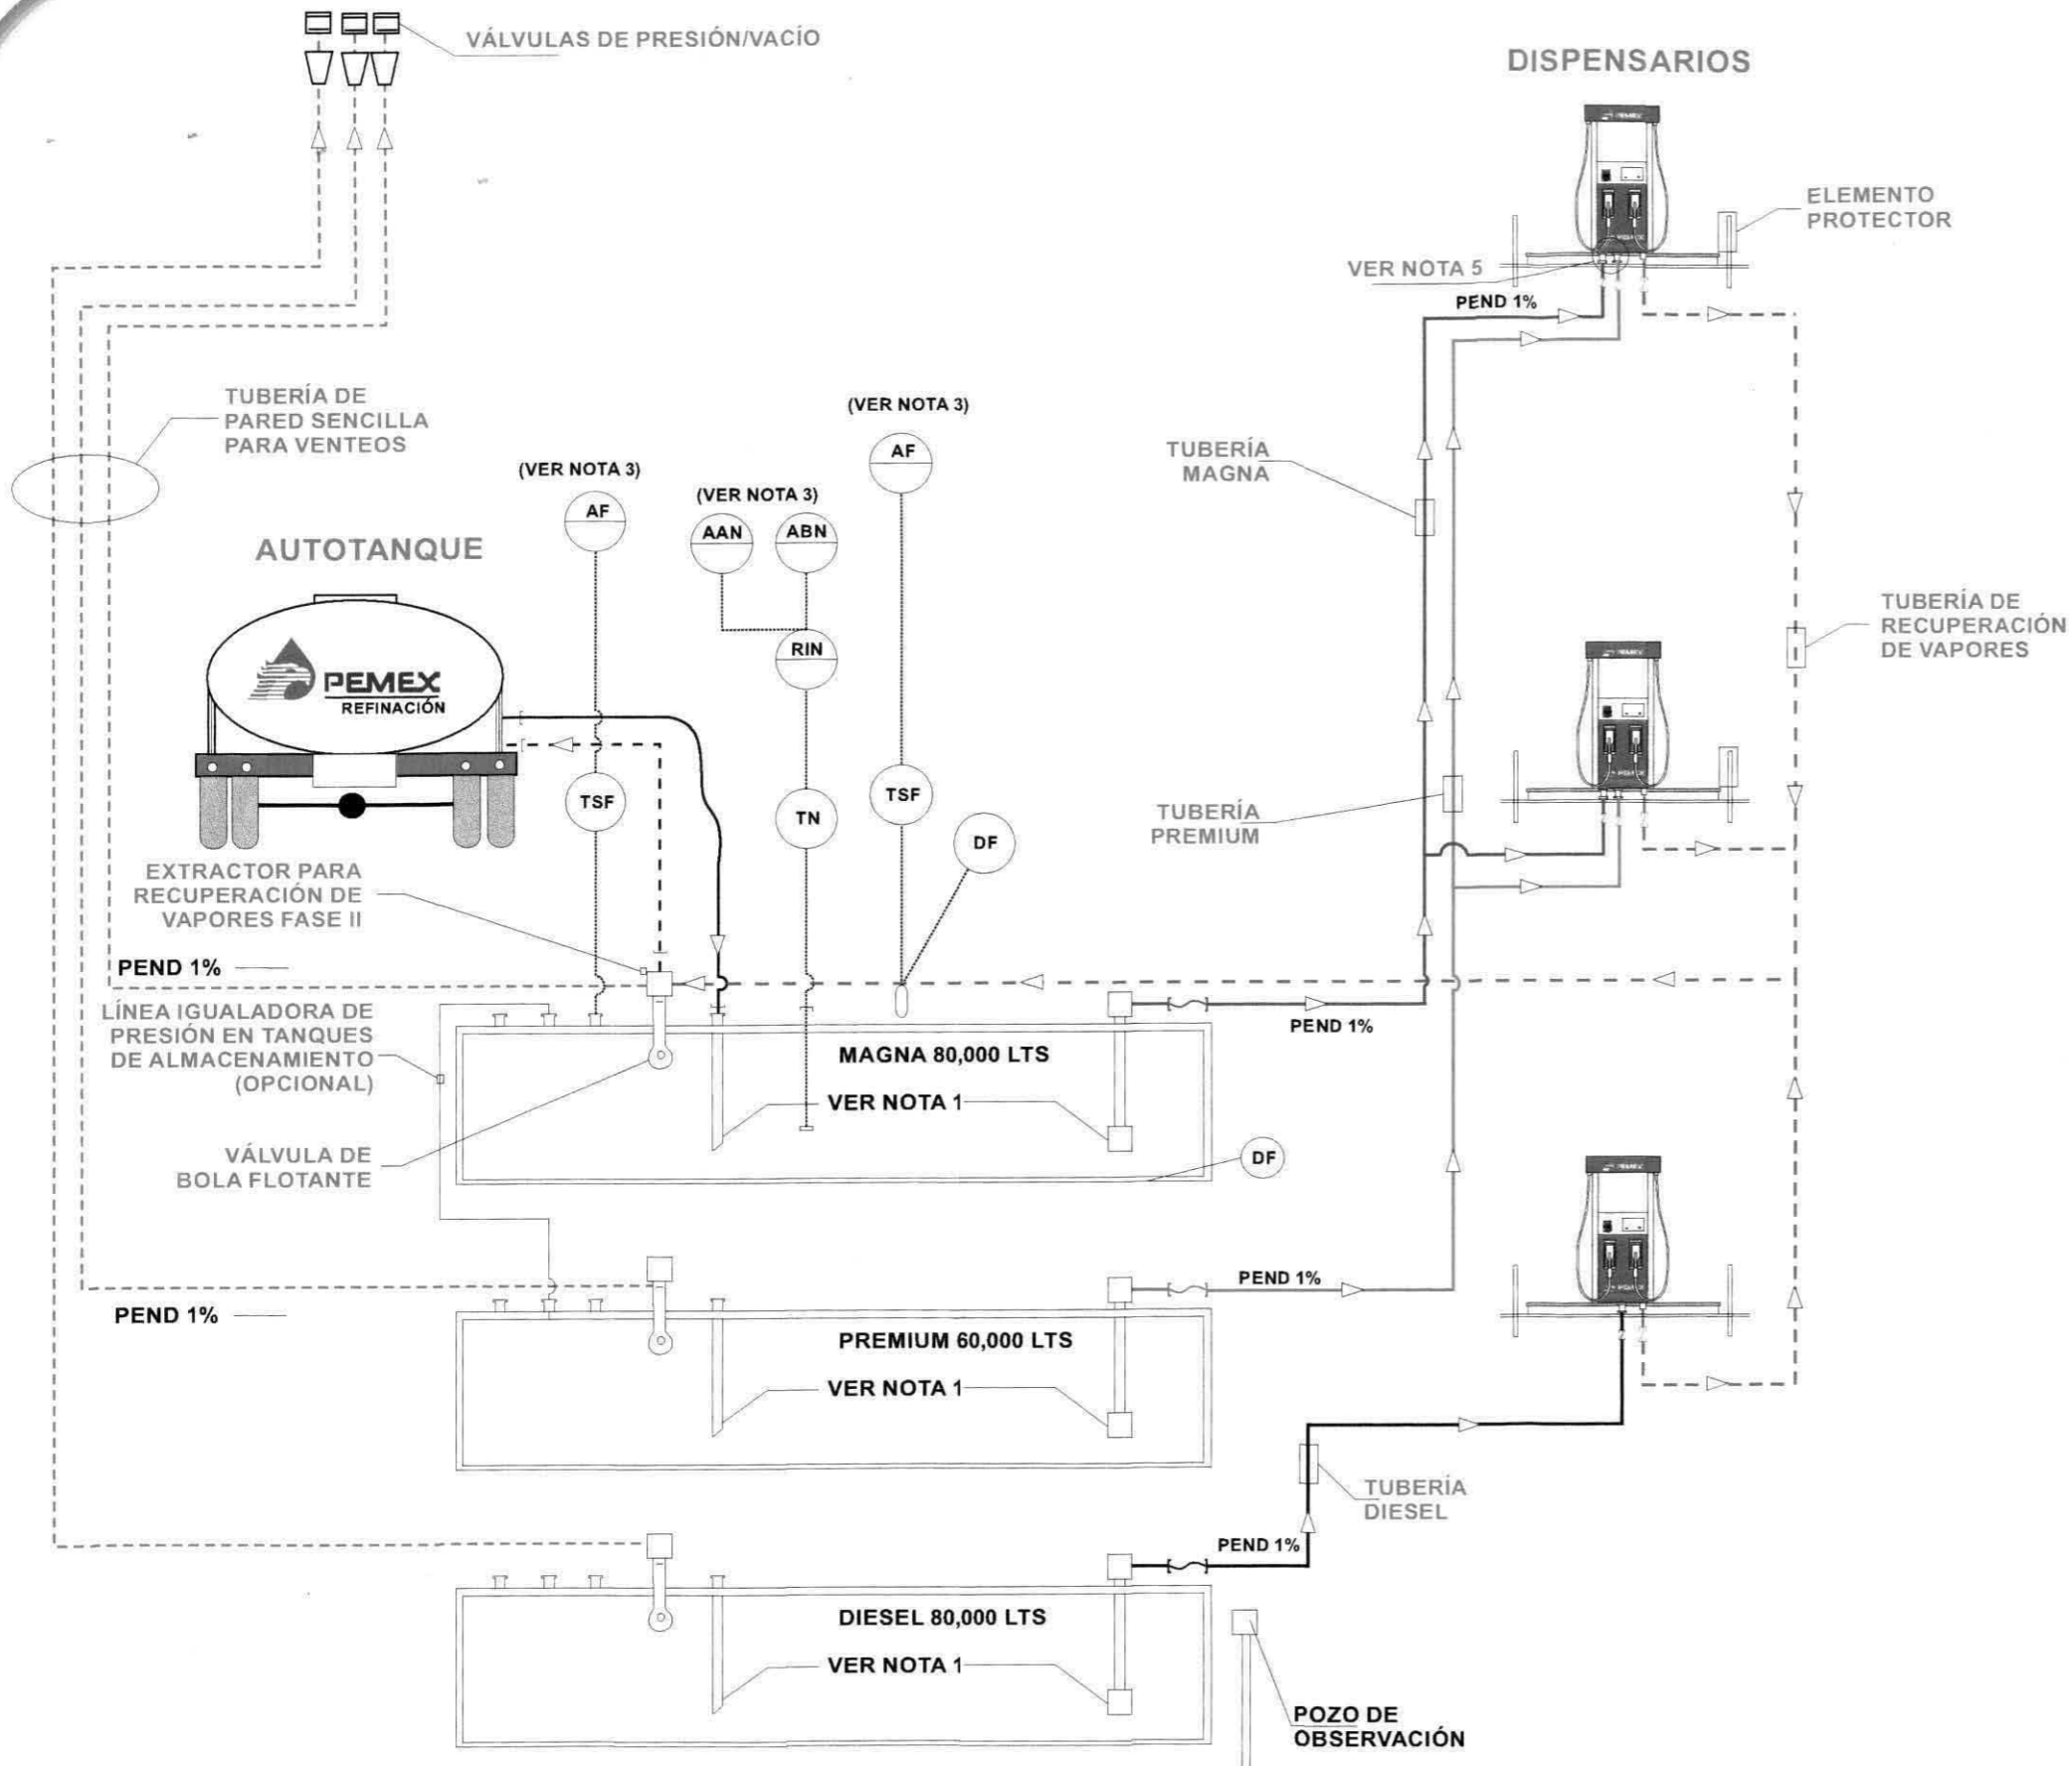 VÁLVULAS DE PRESIÓN/VACÍO
DISPENSARIOS
PEMEX
ELEMENTO
PROTECTOR
VER NOTA 5
PEND 1%
TUBERÍA DE
PARED SENCILLA
PARA VENTEOS
(VER NOTA 3)
AF
(VER NOTA 3)
AF
(VER NOTA 3)
AAN
ABN
TUBERÍA
MAGNA
AUTOTANQUE
TUBERÍA DE
RECUPERACIÓN
DE VAPORES
RIN
PEMEX
REFINACIÓN
PEMEX
TSF
TSF
TN
DF
TUBERÍA
PREMIUM
EXTRACTOR PARA
RECUPERACIÓN DE
VAPORES FASE II
PEND 1%
LÍNEA IGUALADORA DE
PRESIÓN EN TANQUES
DE ALMACENAMIENTO
(OPCIONAL)
PEND 1%
MAGNA 80,000 LTS
VER NOTA 1
VÁLVULA DE
BOLA FLOTANTE
DF
PEMEX
PEND 1%
PEND 1%
PREMIUM 60,000 LTS
VER NOTA 1
TUBERÍA
DIESEL
PEND 1%
DIESEL 80,000 LTS
VER NOTA 1
POZO DE
OBSERVACIÓN